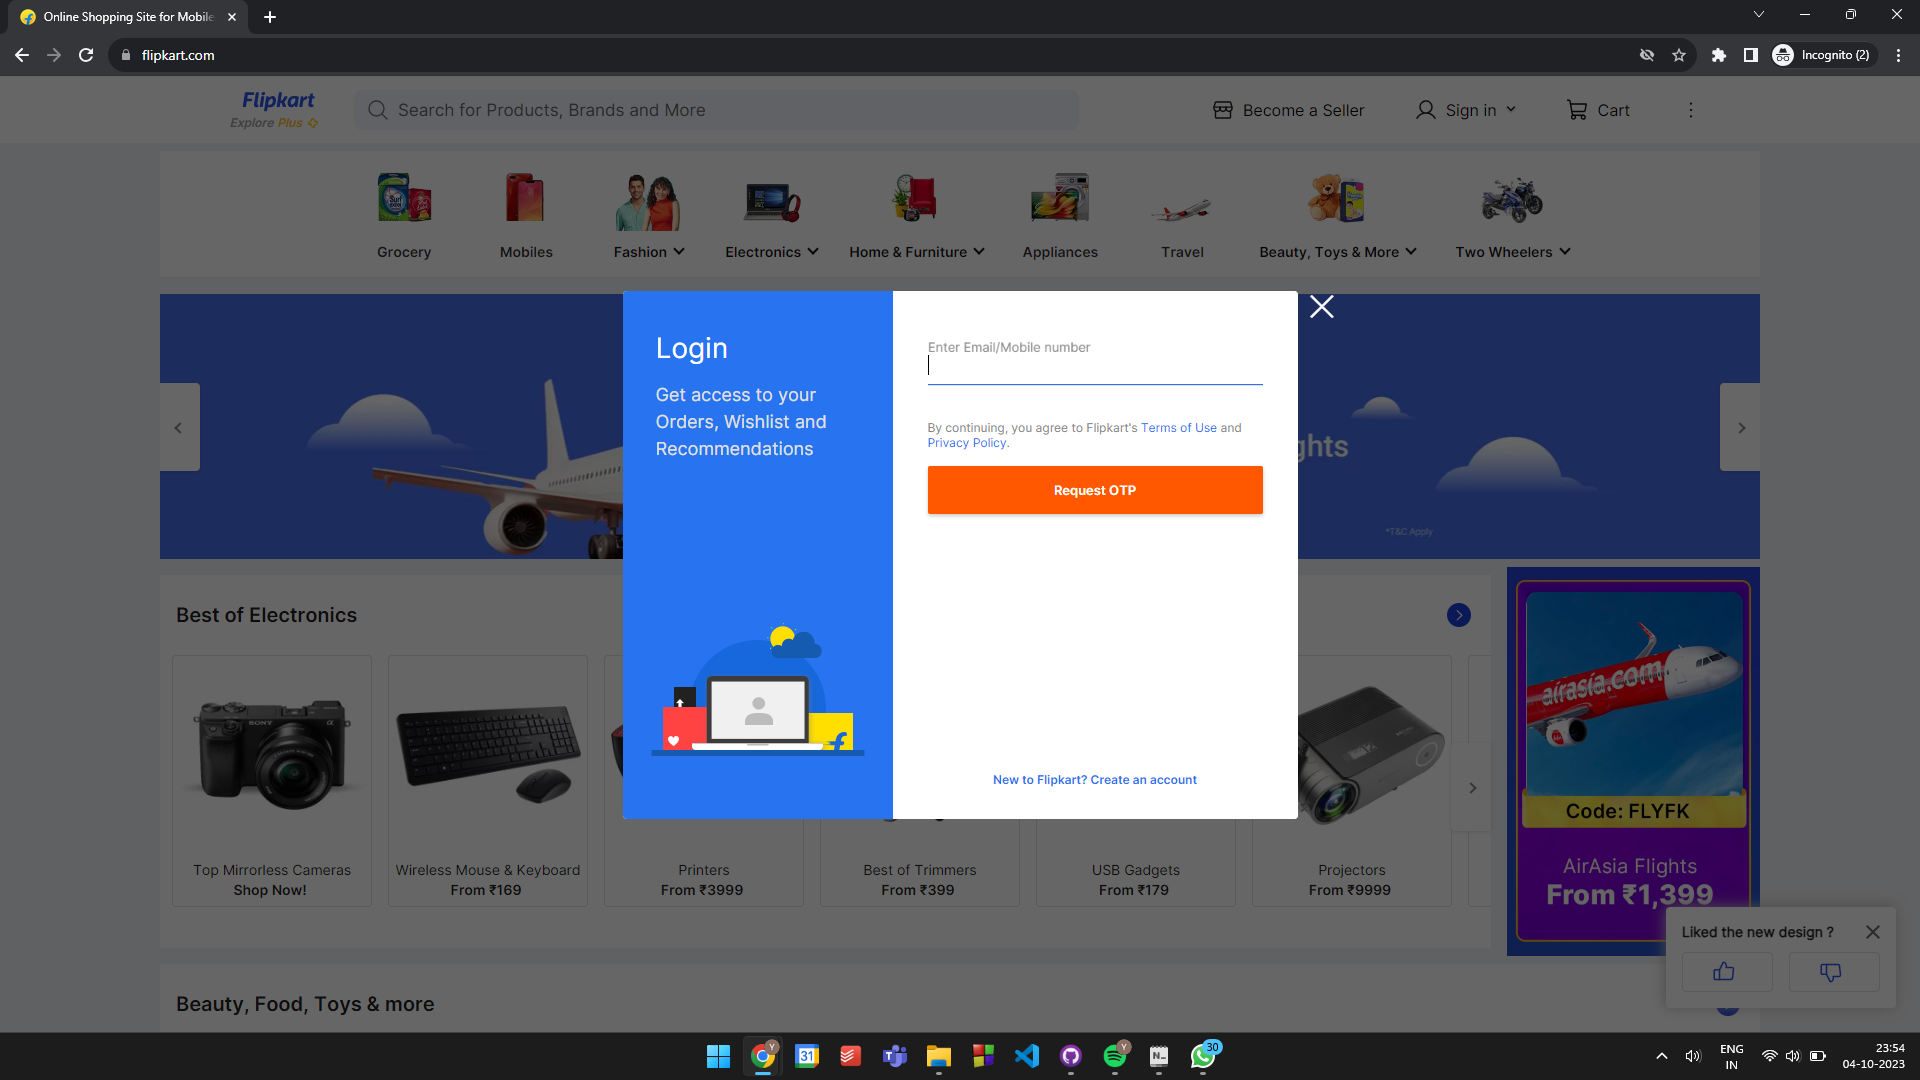 Online Shopping Site for Mobile
flipkart.com
Incognito (2)
Flipkart
Explore Plus
Search for Products, Brands and More
Become a Seller
Sign in
Cart
Grocery
Mobiles
Fashion
Electronics
Home & Furniture
Appliances
Travel
Beauty, Toys & More
Two Wheelers
Login
Get access to your
Orders, Wishlist and
Recommendations
Enter Email/Mobile number
By continuing, you agree to Flipkart's Terms of Use and
Privacy Policy.
Request OTP
New to Flipkart? Create an account
ghts
*T&C Apply
Best of Electronics
SONY
Top Mirrorless Cameras
Shop Now!
Wireless Mouse & Keyboard
From ₹169
Printers
From ₹3999
Best of Trimmers
From ₹399
USB Gadgets
From ₹179
Projectors
From ₹9999
airasia.com
Code: FLYFK
AirAsia Flights
From ₹1,399
Liked the new design ?
Beauty, Food, Toys & more
31
30
ENG
IN
23:54
04-10-2023